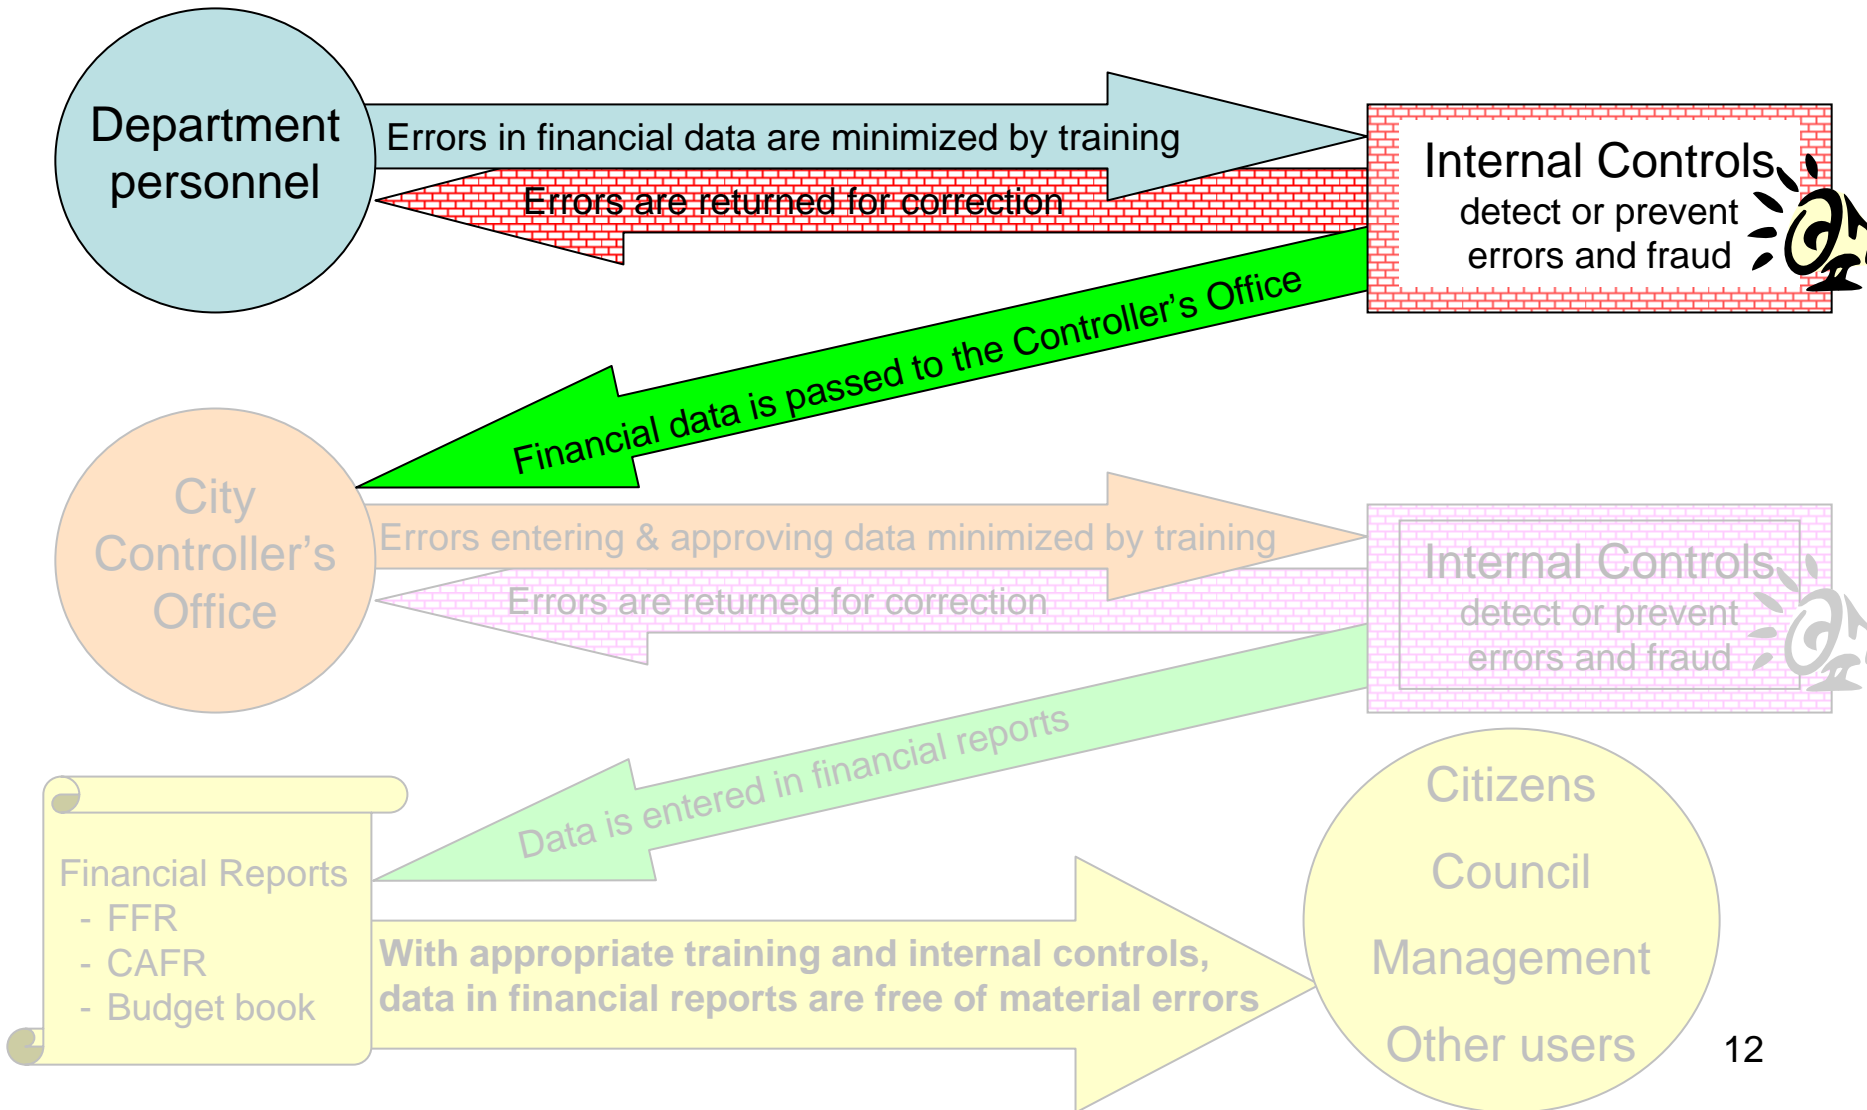 Department
personnel
Errors in financial data are minimized by training
Errors are returned for correction
Internal Controls
detect or prevent
errors and fraud
Financial data is passed to the Controller’s Office
City
Controller’s
Office
Errors entering & approving data minimized by training
Errors are returned for correction
Internal Controls
detect or prevent
errors and fraud
Data is entered in financial reports
Financial Reports
- FFR
- CAFR
- Budget book
With appropriate training and internal controls,
data in financial reports are free of material errors
Citizens
Council
Management
Other users
12